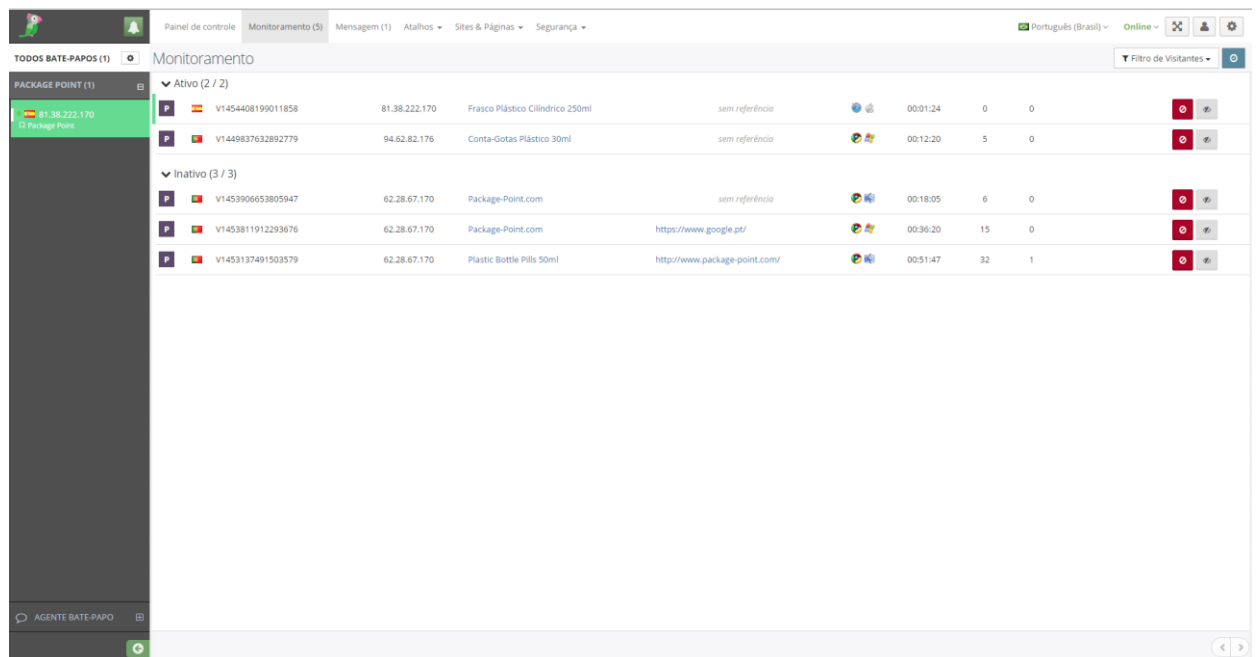 Painel de controle Monitoramento (5) Mensagem (1) Atalhos Sites & Páginas Segurança Português (Brasil) Online
TODOS BATE-PAPOS (1) Monitoramento Filtro de Visitantes
PACKAGE POINT (1) Ativo (2 / 2)
81.38.222.170
Package Point
P V1454408199011858 81.38.222.170 Frasco Plástico Cilíndrico 250ml sem referência 00:01:24 0 0
P V1449837632892779 94.62.82.176 Conta-Gotas Plástico 30ml sem referência 00:12:20 5 0
Inativo (3 / 3)
P V1453906653805947 62.28.67.170 Package-Point.com sem referência 00:18:05 6 0
P V1453811912293676 62.28.67.170 Package-Point.com https://www.google.pt/ 00:36:20 15 0
P V1453137491503579 62.28.67.170 Plastic Bottle Pills 50ml http://www.package-point.com/ 00:51:47 32 1
AGENTE BATE-PAPO